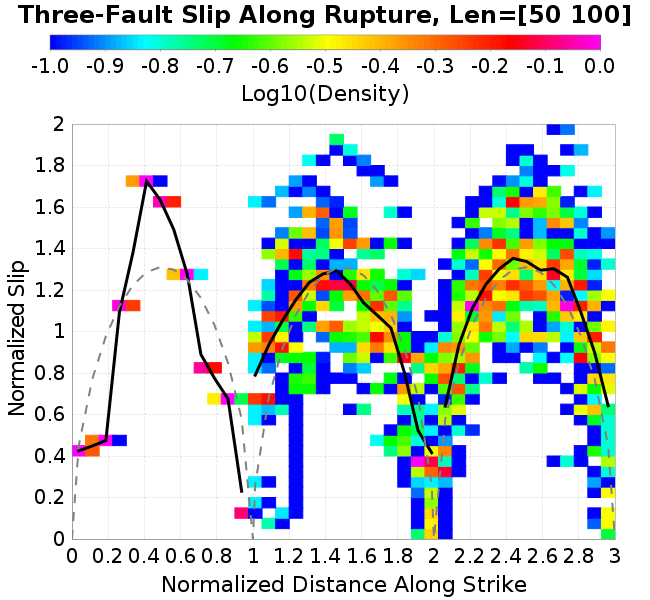 Three-Fault Slip Along Rupture, Len=[50 100]
-1.0 -0.9 -0.8 -0.7 -0.6 -0.5 -0.4 -0.3 -0.2 -0.1 0.0
Log10(Density)
2
1.8
1.6
1.4
1.2
1
0.8
0.6
0.4
0.2
0
Normalized Slip
0 0.2 0.4 0.6 0.8 1 1.2 1.4 1.6 1.8 2 2.2 2.4 2.6 2.8 3
Normalized Distance Along Strike